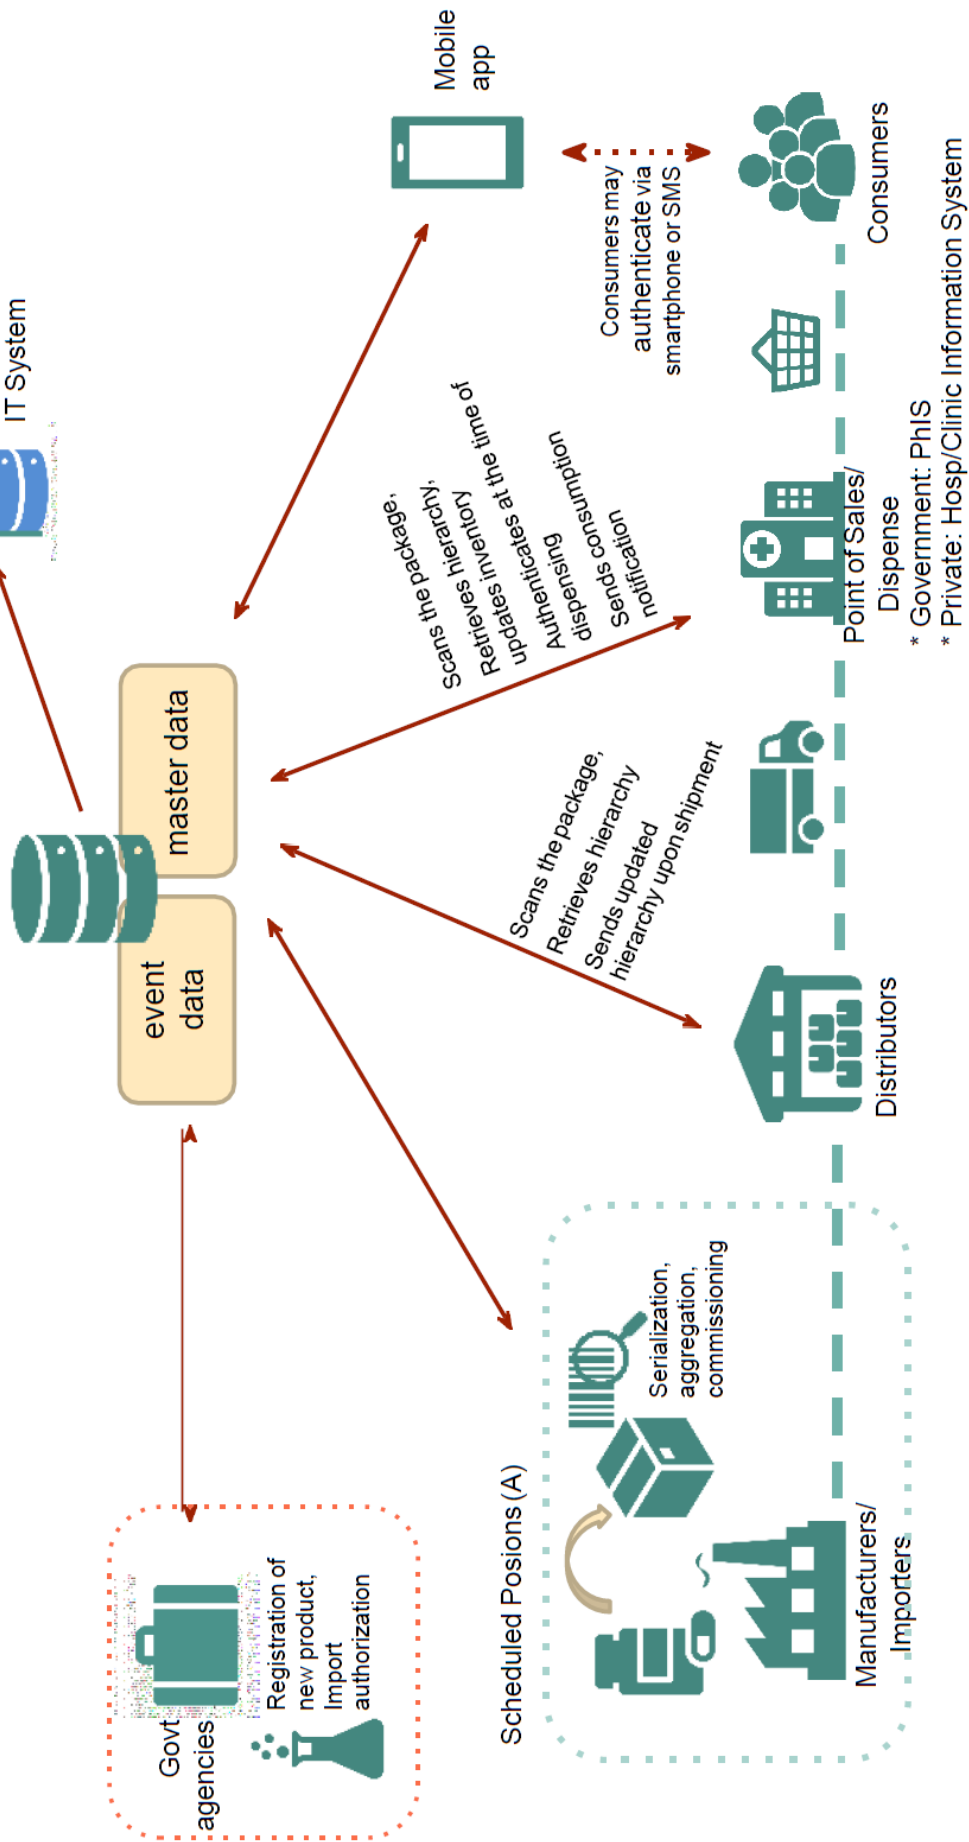 IT System
event
data
master data
Mobile
app
Govt
agencies
Registration of
new product,
Import
authorization
Scheduled Posions (A)
Serialization,
aggregation,
commissioning
Scans the package,
Retrieves hierarchy
Sends updated
hierarchy upon shipment
Scans the package,
Retrieves hierarchy,
updates inventory
Authenticates at the time of
dispensing
Sends consumption
notification
Consumers may
authenticate via
smartphone or SMS
Manufacturers/
Importers
Distributors
Point of Sales/
Dispense
* Government: PhIS
* Private: Hosp/Clinic Information System
Consumers